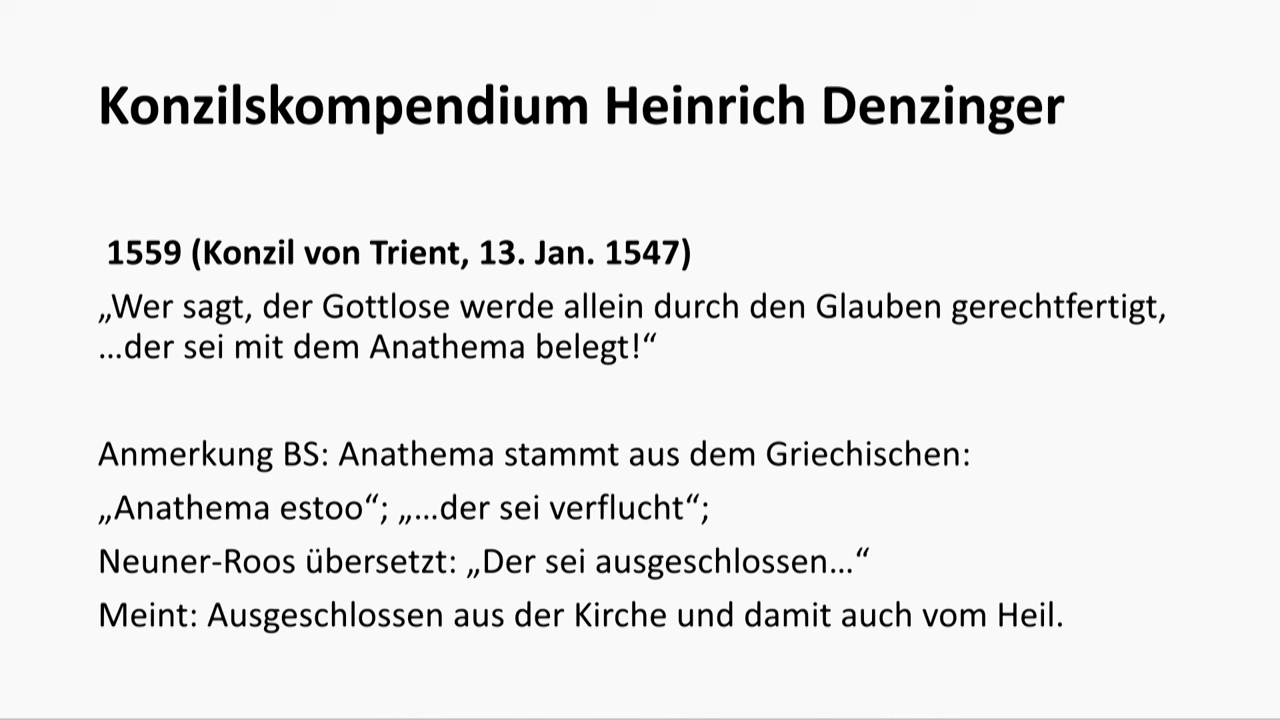 Konzilskompendium Heinrich Denzinger
1559 (Konzil von Trient, 13. Jan. 1547)
„Wer sagt, der Gottlose werde allein durch den Glauben gerechtfertigt,
…der sei mit dem Anathema belegt!“
Anmerkung BS: Anathema stammt aus dem Griechischen:
„Anathema estoo“; „…der sei verflucht“;
Neuner-Roos übersetzt: „Der sei ausgeschlossen…“
Meint: Ausgeschlossen aus der Kirche und damit auch vom Heil.